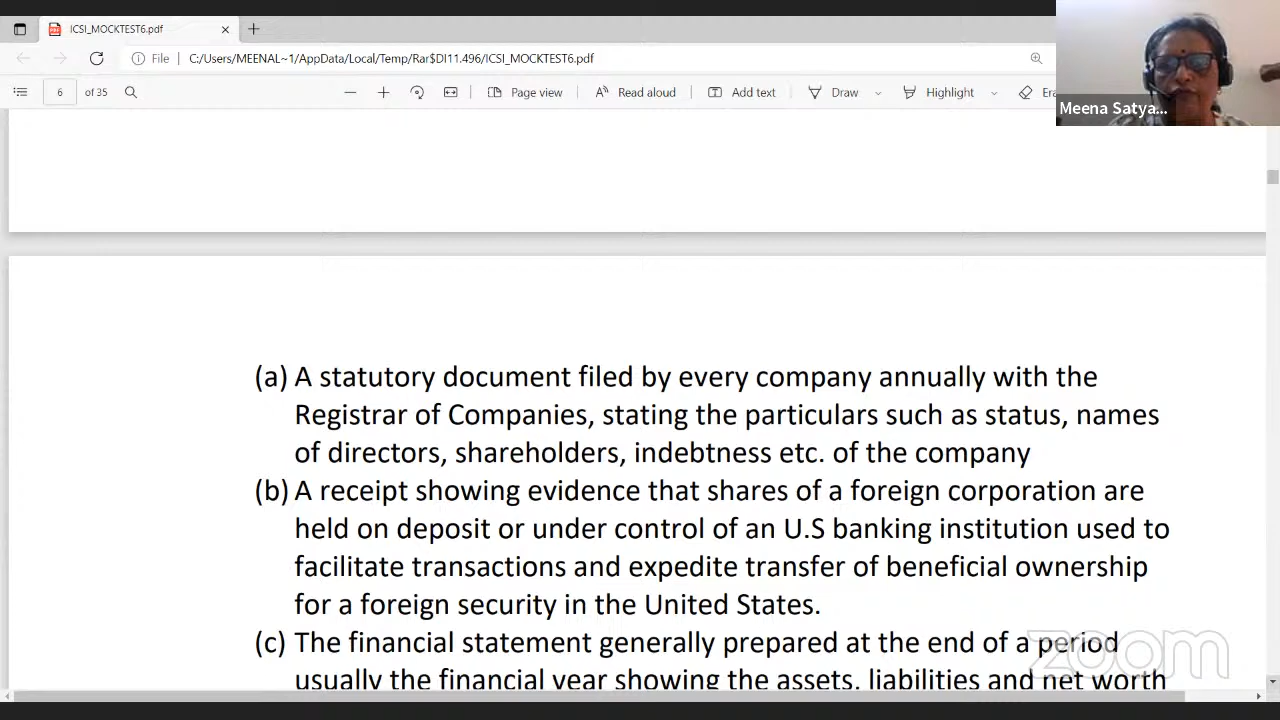 ICSI_MOCKTEST6.pdf
File C:/Users/MEENAL~1/AppData/Local/Temp/Rar$DI11.496/ICSI_MOCKTEST6.pdf
6 of 35 Page view Read aloud Add text Draw Highlight Era
Meena Satya...
(a) A statutory document filed by every company annually with the
Registrar of Companies, stating the particulars such as status, names
of directors, shareholders, indebtness etc. of the company
(b) A receipt showing evidence that shares of a foreign corporation are
held on deposit or under control of an U.S banking institution used to
facilitate transactions and expedite transfer of beneficial ownership
for a foreign security in the United States.
(c) The financial statement generally prepared at the end of a period
usually the financial year showing the assets, liabilities and net worth
zoom